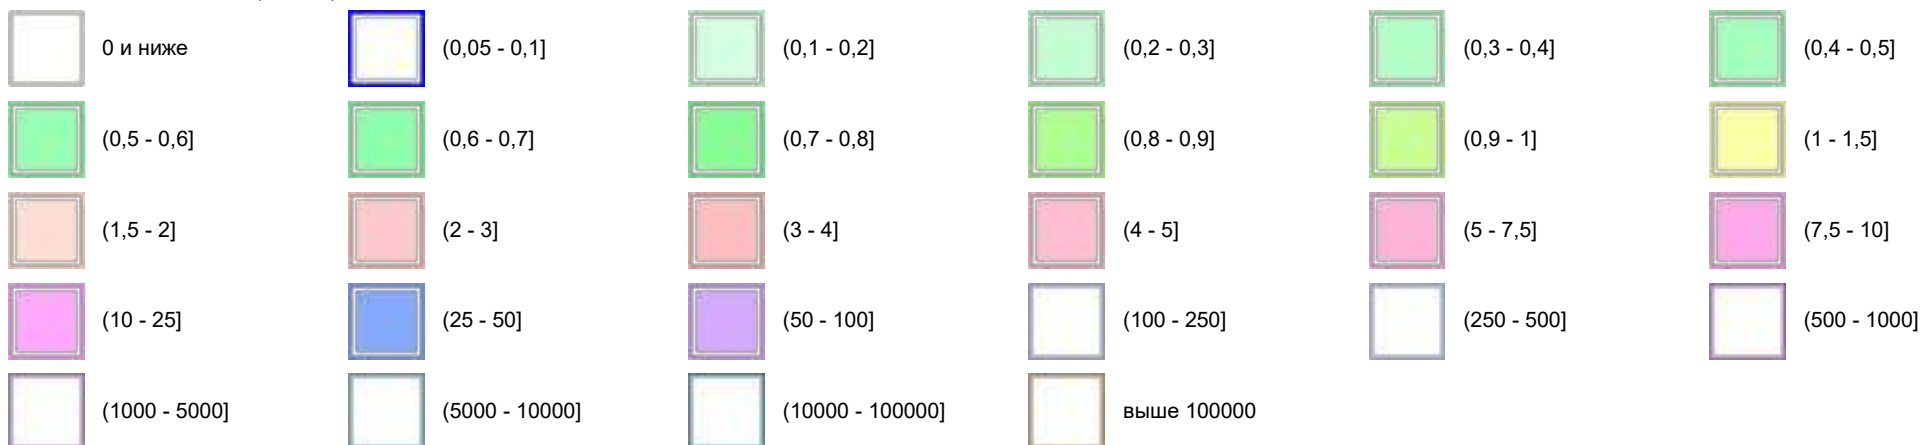 0 и ниже (0,05 - 0,1] (0,1 - 0,2] (0,2 - 0,3] (0,3 - 0,4] (0,4 - 0,5]
(0,5 - 0,6] (0,6 - 0,7] (0,7 - 0,8] (0,8 - 0,9] (0,9 - 1] (1 - 1,5]
(1,5 - 2] (2 - 3] (3 - 4] (4 - 5] (5 - 7,5] (7,5 - 10]
(10 - 25] (25 - 50] (50 - 100] (100 - 250] (250 - 500] (500 - 1000]
(1000 - 5000] (5000 - 10000] (10000 - 100000] выше 100000